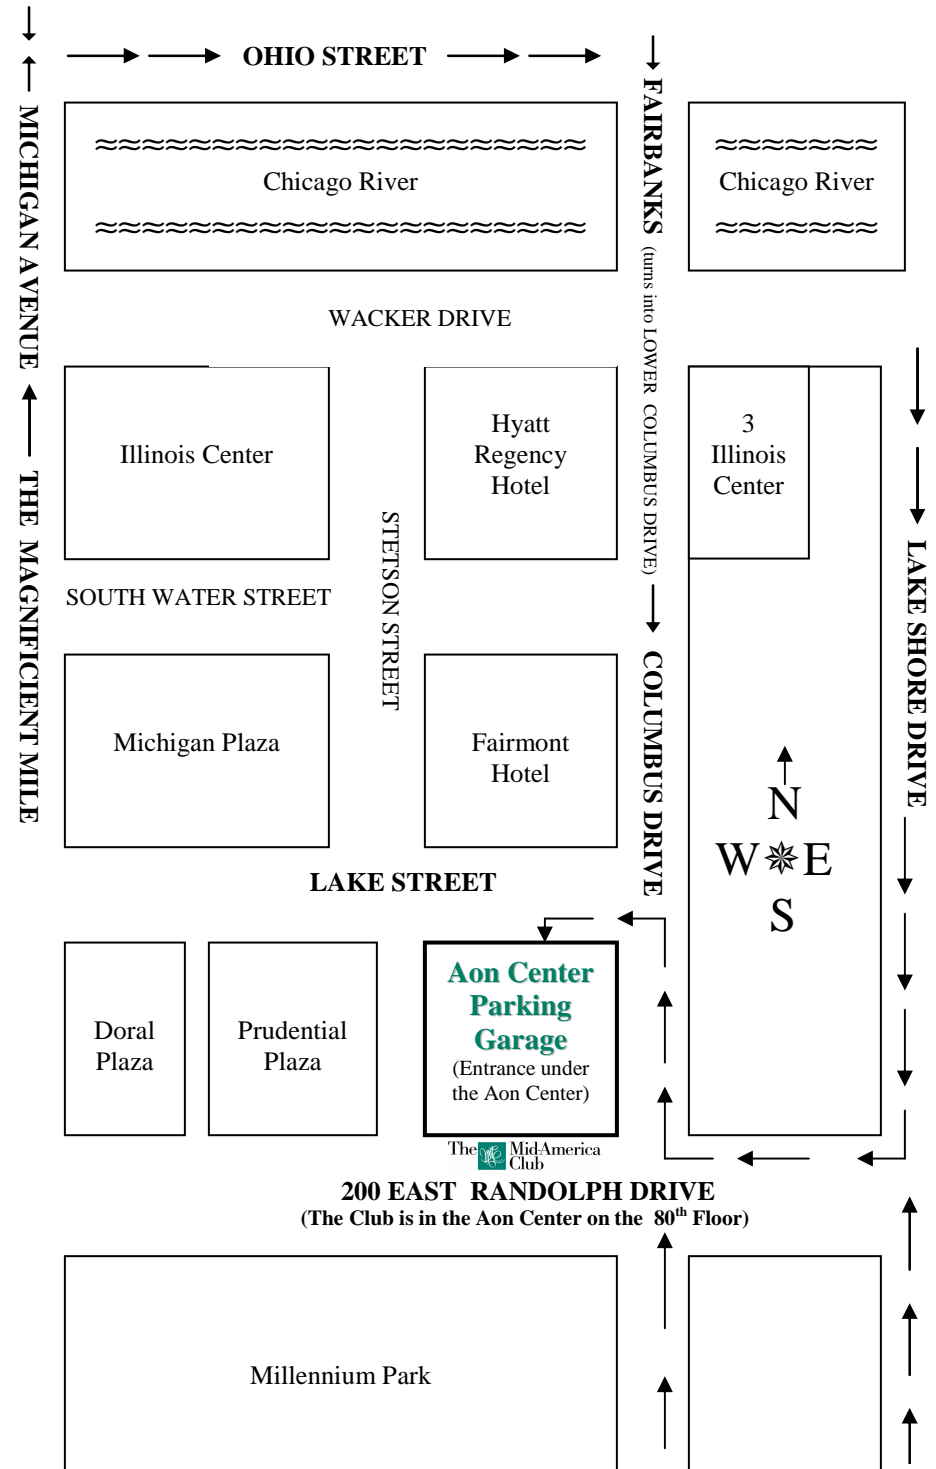 OHIO STREET
MICHIGAN AVENUE
THE MAGNIFICIENT MILE
FAIRBANKS (turns into LOWER COLUMBUS DRIVE)
COLUMBUS DRIVE
Chicago River
Chicago River
WACKER DRIVE
Illinois Center
Hyatt
Regency
Hotel
3
Illinois
Center
STETSON STREET
SOUTH WATER STREET
LAKE SHORE DRIVE
Michigan Plaza
Fairmont
Hotel
N
W E
S
LAKE STREET
Doral
Plaza
Prudential
Plaza
Aon Center
Parking
Garage
(Entrance under
the Aon Center)
The Mid-America
Club
200 EAST RANDOLPH DRIVE
(The Club is in the Aon Center on the 80th Floor)
Millennium Park